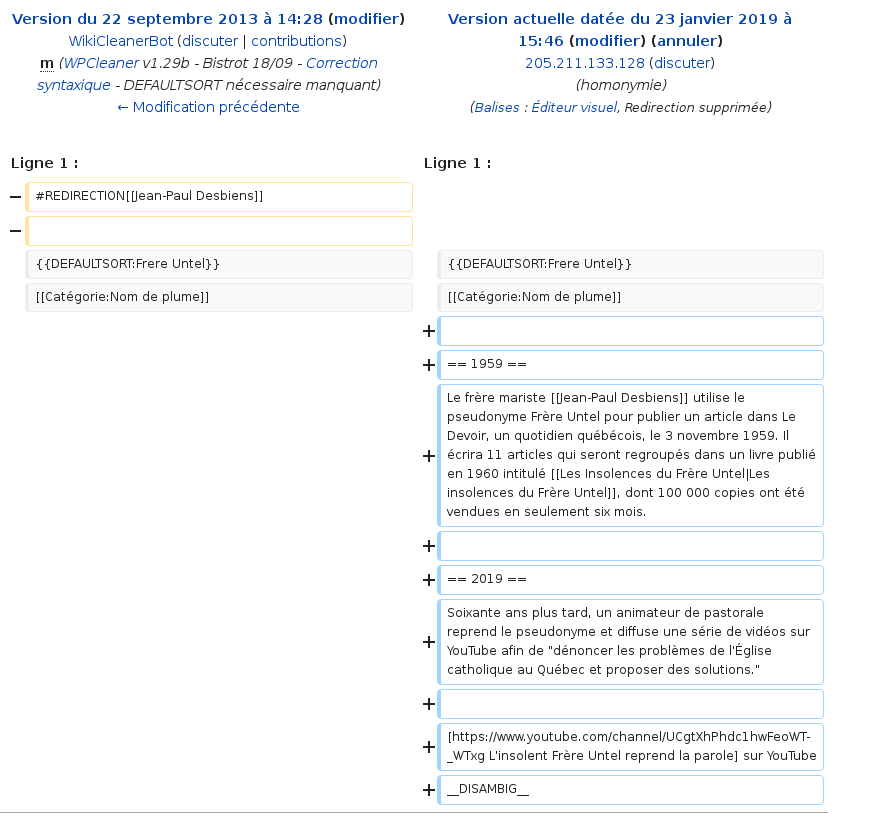 Version du 22 septembre 2013 à 14:28 (modifier)
WikiCleanerBot (discuter | contributions)
m (WPCleaner v1.29b - Bistrot 18/09 - Correction
syntaxique - DEFAULTSORT nécessaire manquant)
← Modification précédente
Version actuelle datée du 23 janvier 2019 à
15:46 (modifier) (annuler)
205.211.133.128 (discuter)
(homonymie)
(Balises : Éditeur visuel, Redirection supprimée)
Ligne 1 :
Ligne 1 :
− #REDIRECTION[[Jean-Paul Desbiens]]
−
{{DEFAULTSORT:Frere Untel}}
{{DEFAULTSORT:Frere Untel}}
[[Catégorie:Nom de plume]]
[[Catégorie:Nom de plume]]
+
+ == 1959 ==
Le frère mariste [[Jean-Paul Desbiens]] utilise le
pseudonyme Frère Untel pour publier un article dans Le
Devoir, un quotidien québécois, le 3 novembre 1959. Il
+ écrira 11 articles qui seront regroupés dans un livre publié
en 1960 intitulé [[Les Insolences du Frère Untel|Les
insolences du Frère Untel]], dont 100 000 copies ont été
vendues en seulement six mois.
+
+ == 2019 ==
Soixante ans plus tard, un animateur de pastorale
reprend le pseudonyme et diffuse une série de vidéos sur
+ YouTube afin de "dénoncer les problèmes de l'Église
catholique au Québec et proposer des solutions."
+
+ [https://www.youtube.com/channel/UCgtXhPhdc1hwFeoWT-
_WTxg L'insolent Frère Untel reprend la parole] sur YouTube
+ __DISAMBIG__